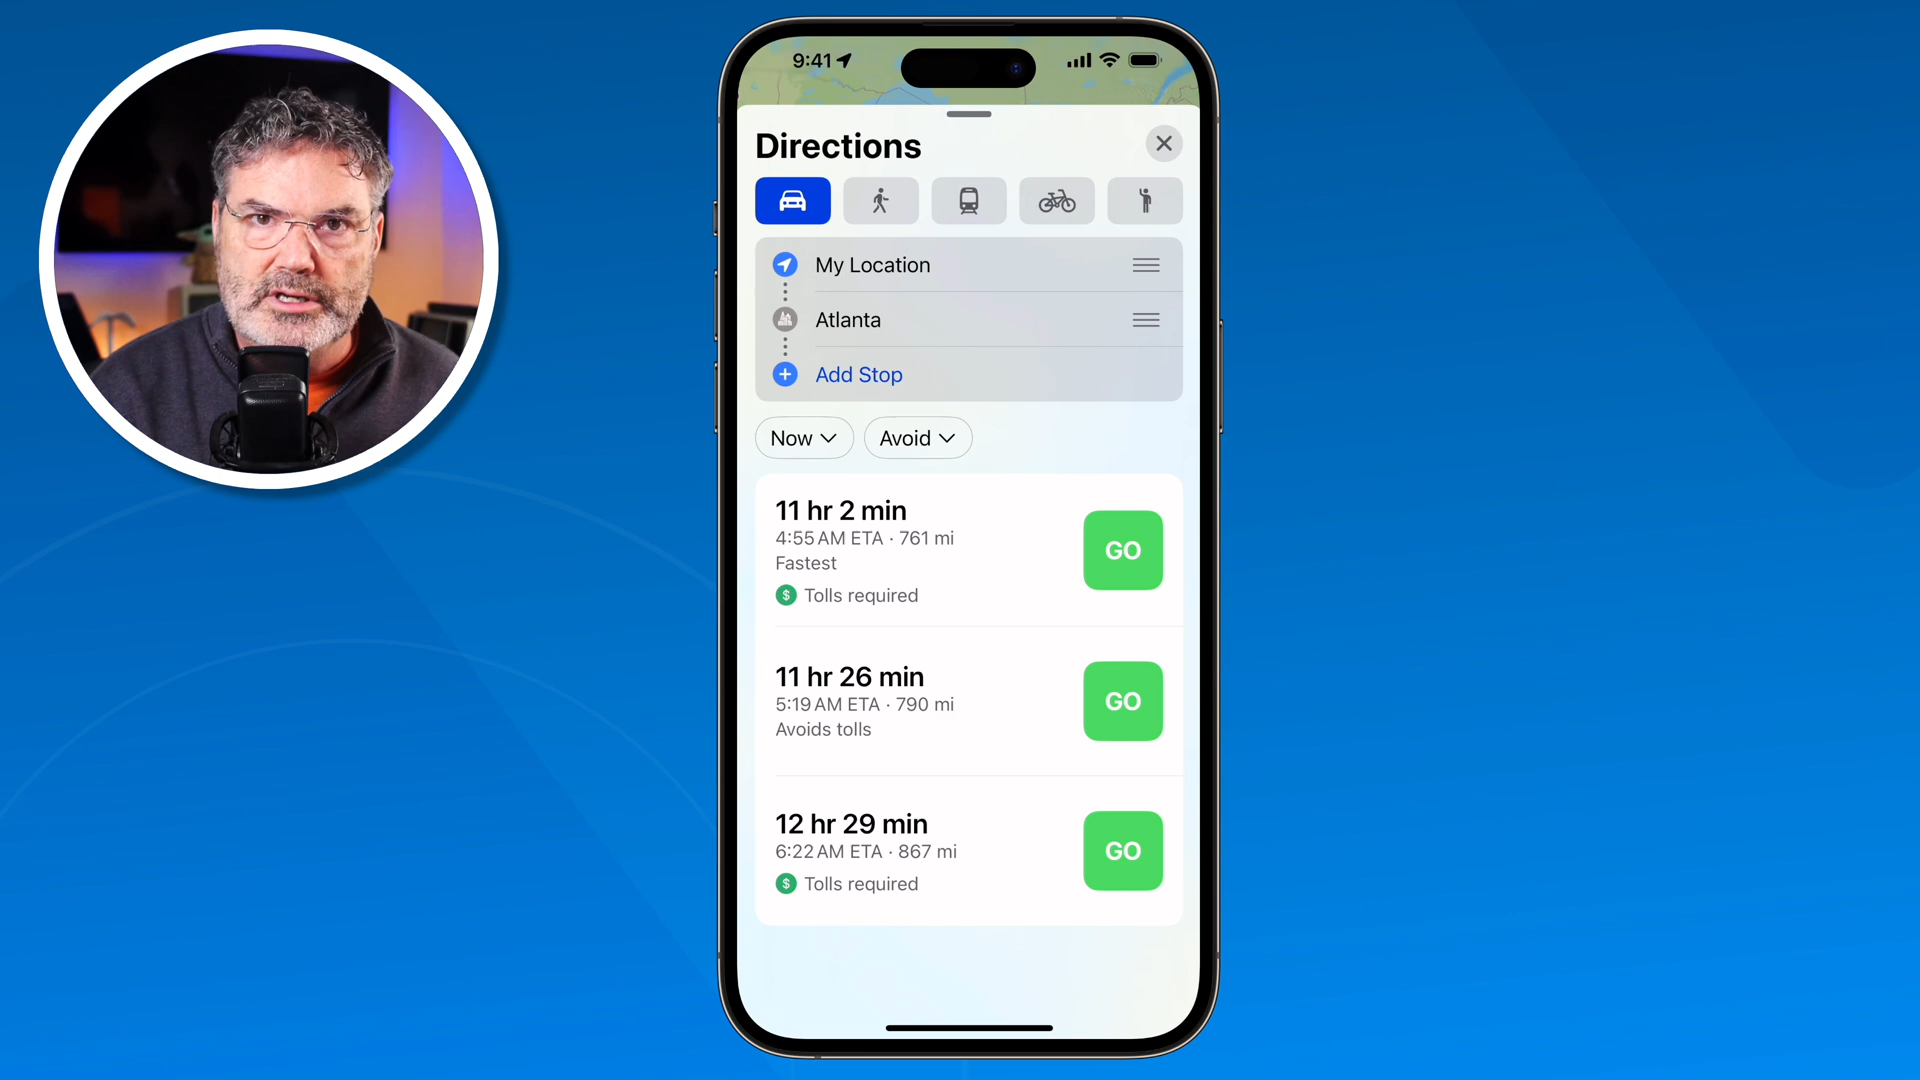 9:41
Directions
My Location
Atlanta
Add Stop
Now
Avoid
11 hr 2 min
4:55 AM ETA · 761 mi
Fastest
$ Tolls required
GO
11 hr 26 min
5:19 AM ETA · 790 mi
Avoids tolls
GO
12 hr 29 min
6:22 AM ETA · 867 mi
$ Tolls required
GO